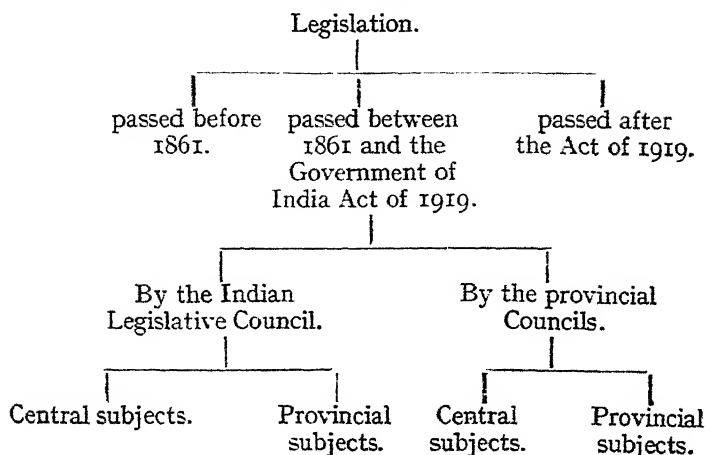 Legislation.
passed before
1861.
passed between
1861 and the
Government of
India Act of 1919.
passed after
the Act of 1919.
By the Indian
Legislative Council.
By the provincial
Councils.
Central subjects.
Provincial
subjects.
Central
subjects.
Provincial
subjects.